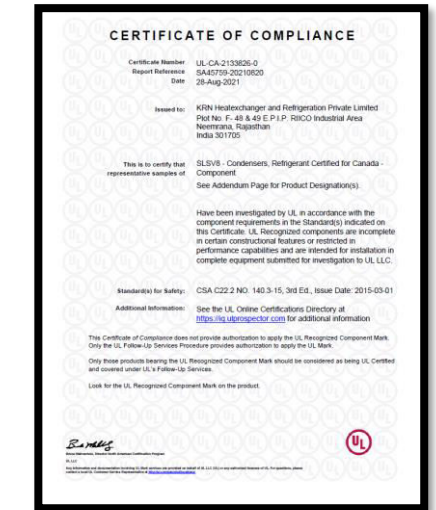 CERTIFICATE OF COMPLIANCE
Certificate Number UL-CA-2133826-0
Report Reference SA45759-20210820
Date 28-Aug-2021
Issued to: KRN Heatexchanger and Refrigeration Private Limited
Plot No. F- 48 & 49 E.P.I.P. RIICO Industrial Area
Neemrana, Rajasthan
India 301705
This is to certify that representative samples of
SLSV8 - Condensers, Refrigerant Certified for Canada -
Component
See Addendum Page for Product Designation(s).
Have been investigated by UL in accordance with the
component requirements in the Standard(s) indicated on
this Certificate. UL Recognized components are incomplete
in certain constructional features or restricted in
performance capabilities and are intended for installation in
complete equipment submitted for investigation to UL LLC.
Standard(s) for Safety: CSA C22.2 NO. 140.3-15, 3rd Ed., Issue Date: 2015-03-01
Additional Information: See the UL Online Certifications Directory at
https://iq.ulprospector.com for additional information
This Certificate of Compliance does not provide authorization to apply the UL Recognized Component Mark.
Only the UL Follow-Up Services Procedure provides authorization to apply the UL Mark.
Only those products bearing the UL Recognized Component Mark should be considered as being UL Certified
and covered under UL's Follow-Up Services.
Look for the UL Recognized Component Mark on the product.
UL LLC
UL